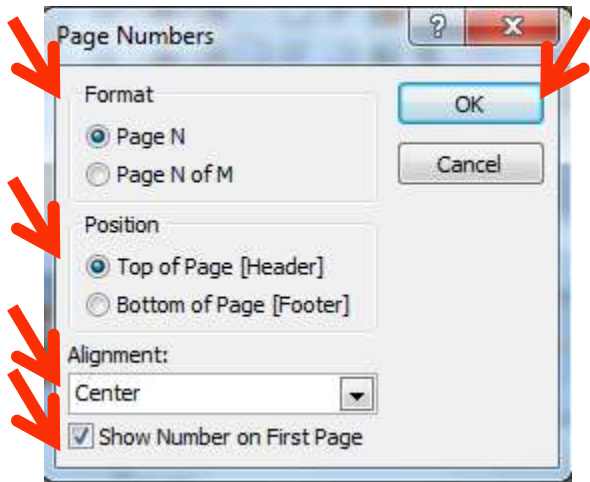 Page Numbers
?
Format
OK
Page N
Page N of M
Cancel
Position
Top of Page [Header]
Bottom of Page [Footer]
Alignment:
Center
Show Number on First Page